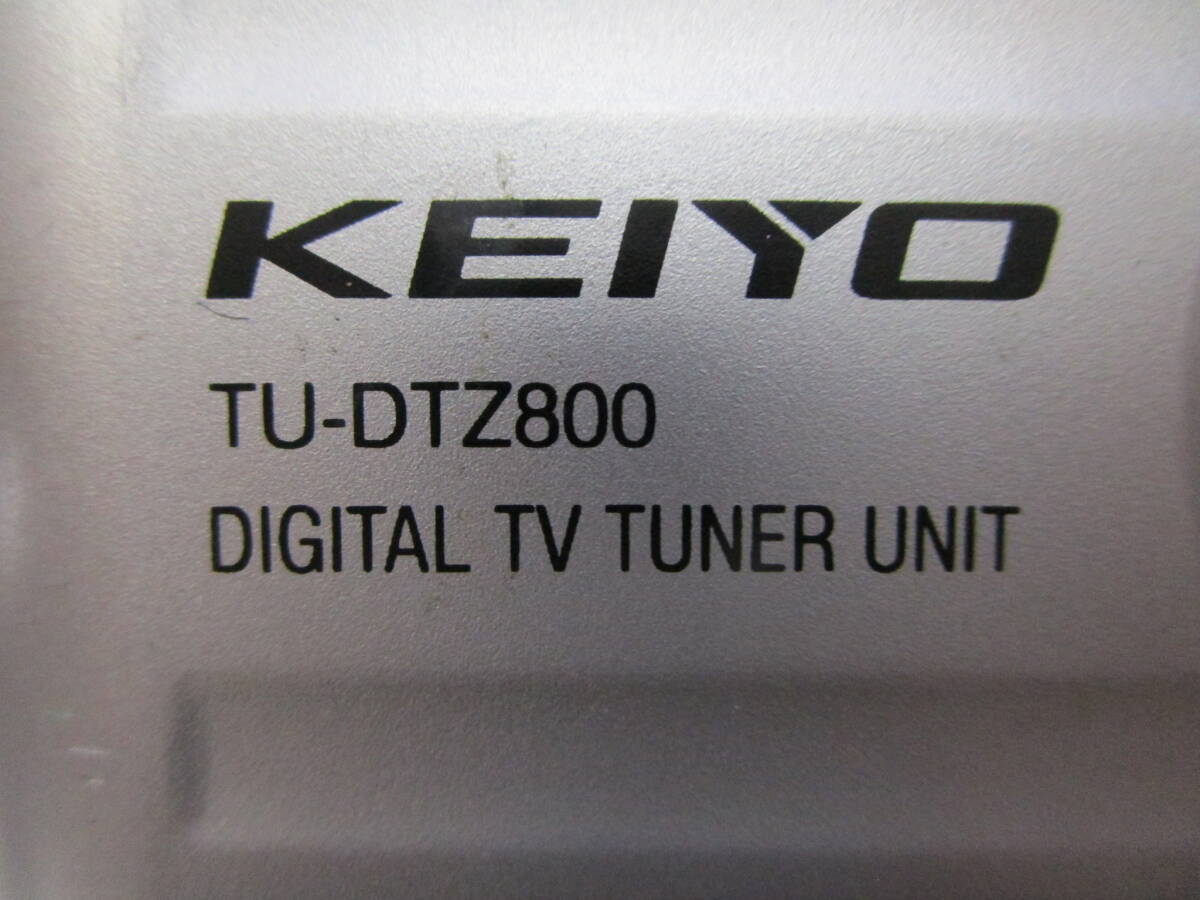 KEIYO
TU-DTZ800
DIGITAL TV TUNER UNIT